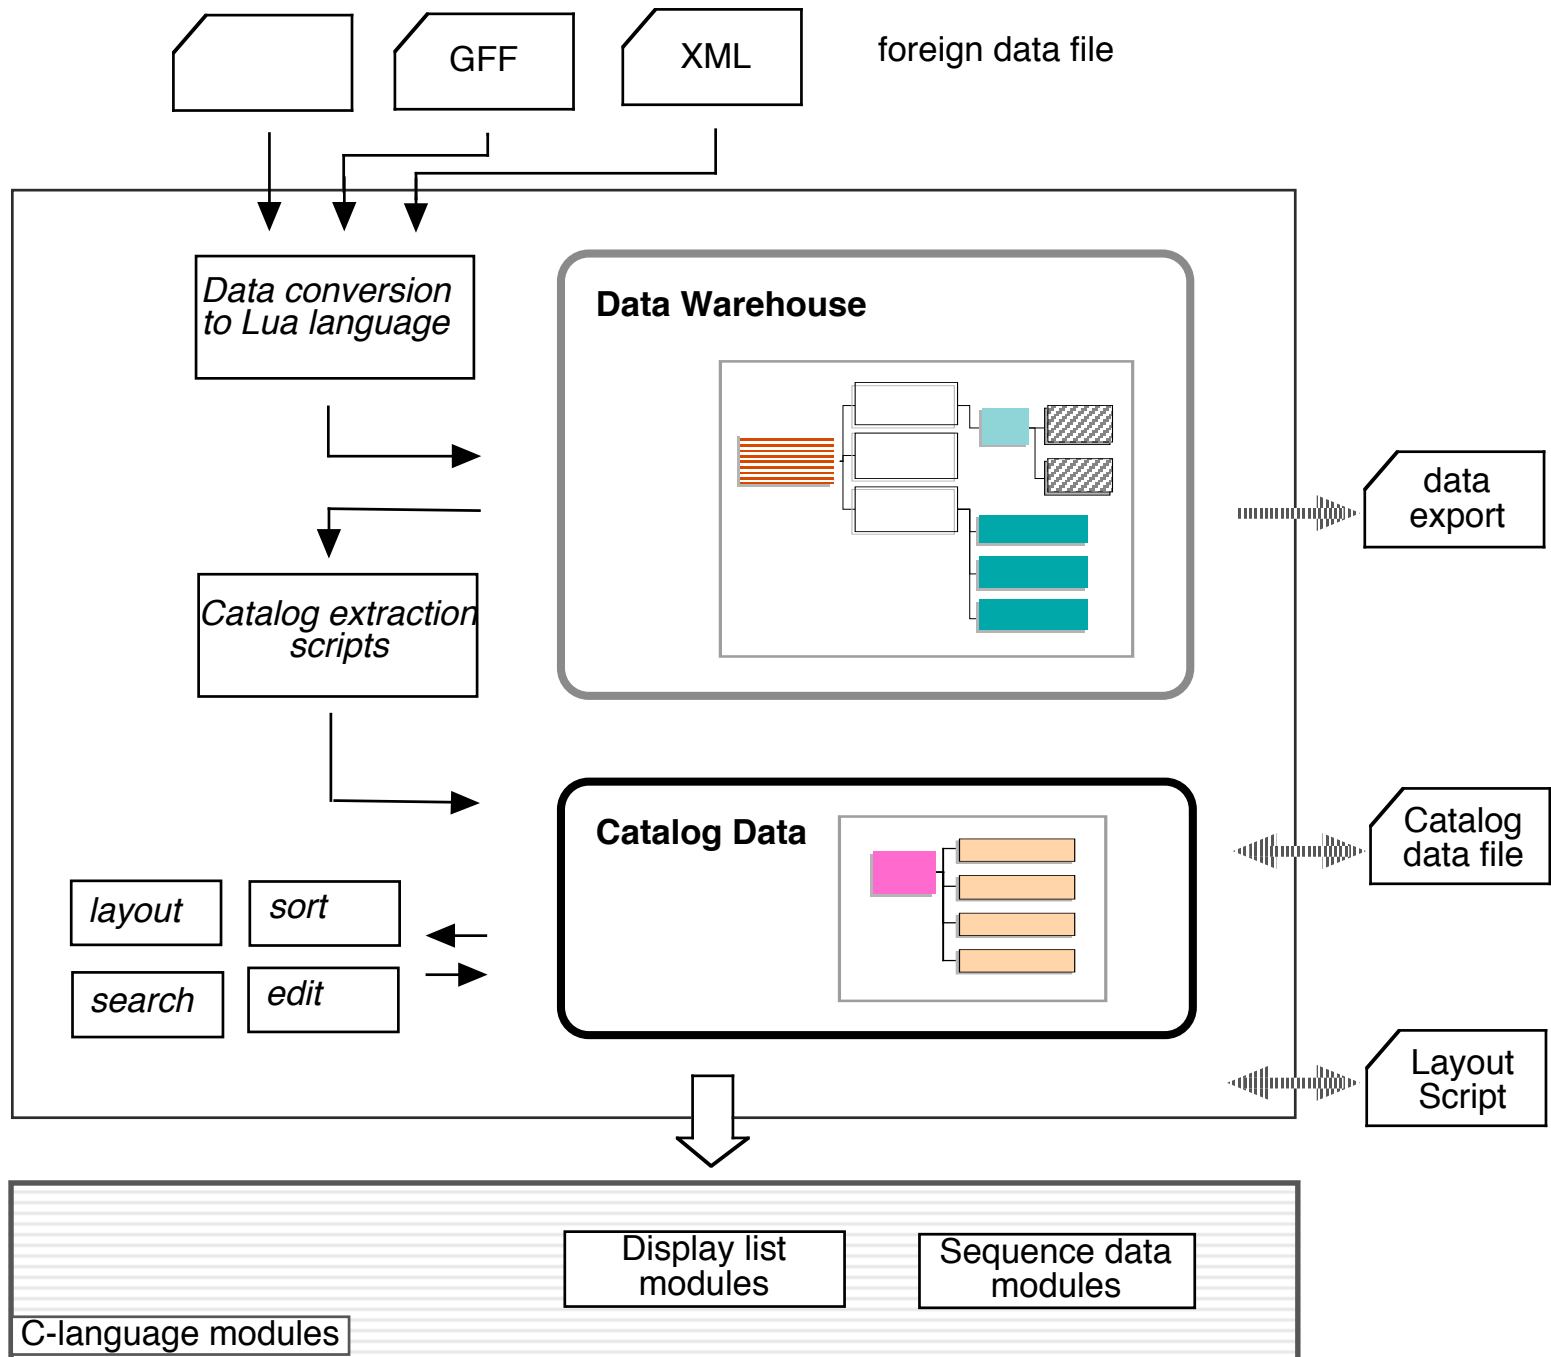 GFF
XML
foreign data file
Data conversion
to Lua language
Data Warehouse
data
export
Catalog extraction
scripts
Catalog Data
Catalog
data file
layout
sort
search
edit
Layout
Script
Display list
modules
Sequence data
modules
C-language modules